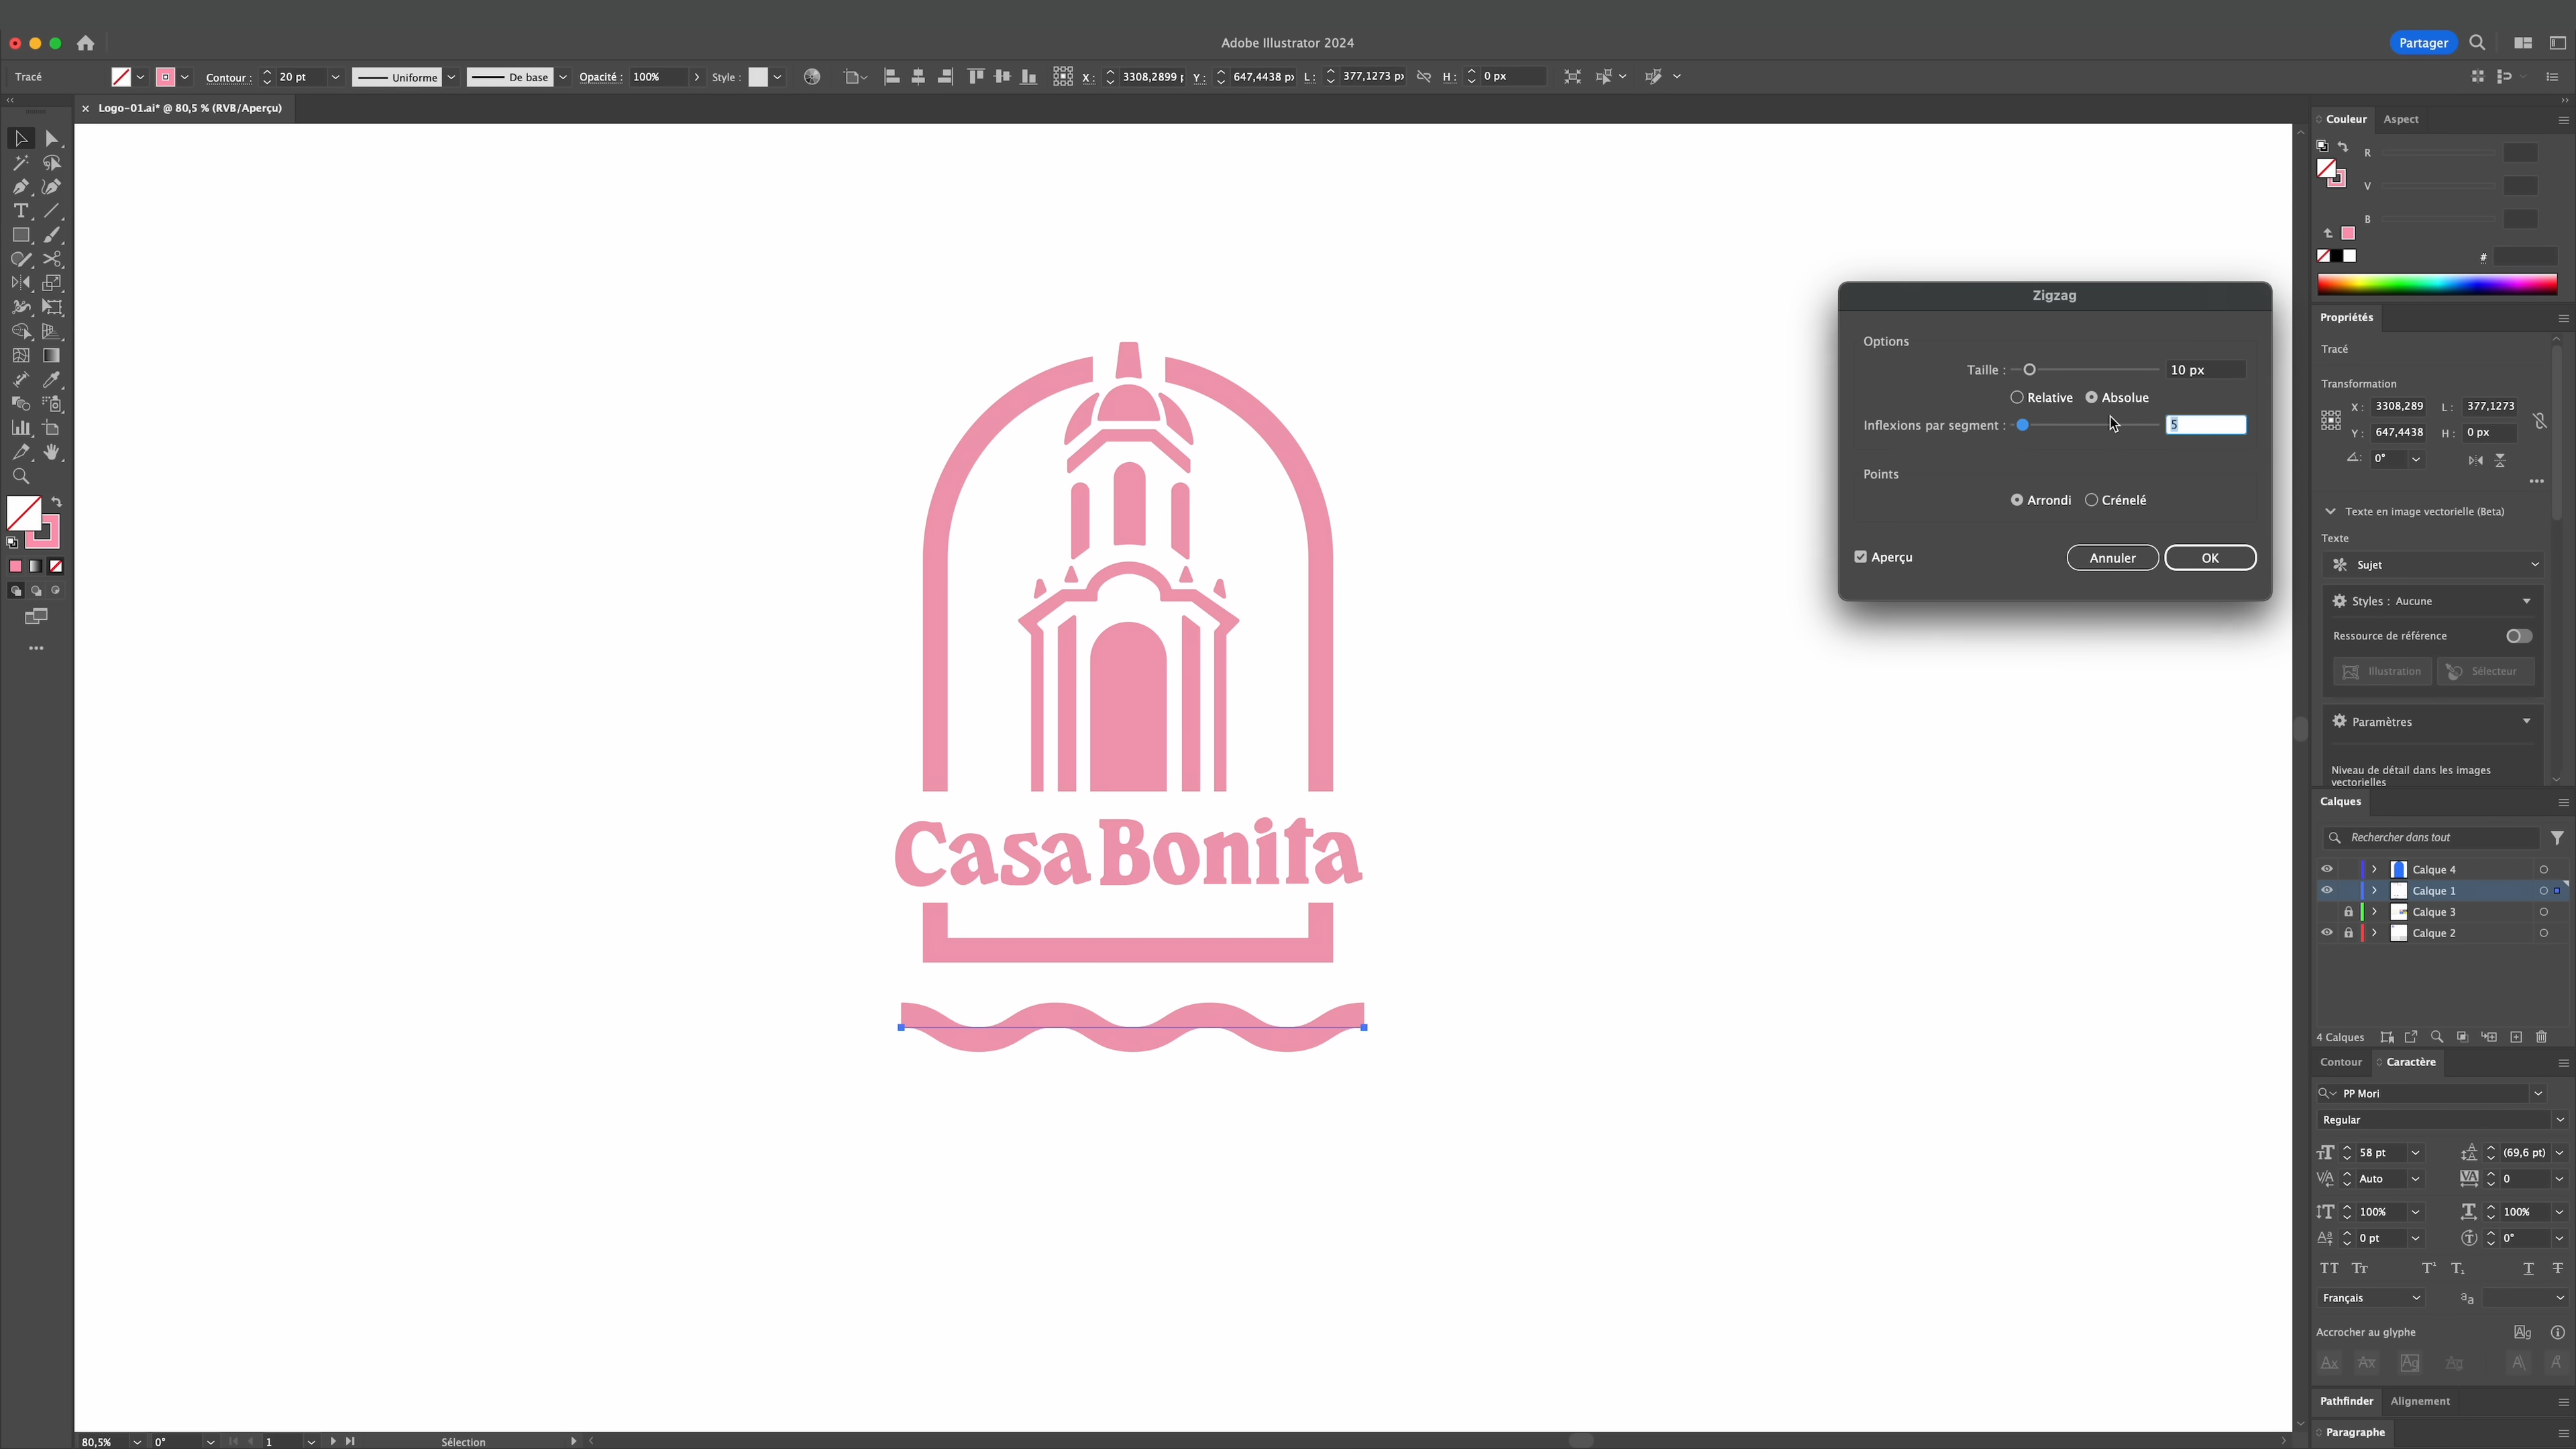 Adobe Illustrator 2024
Partager
Tracé
Contour :
20 pt
Uniforme
De base
Opacité :
100%
Style :
X :
3308,2899 p
Y :
647,4438 p
L :
377,1273 p
H :
0 px
Logo-01.ai* @ 80,5 % (RVB/Aperçu)
Couleur
Aspect
R
V
B
#
Zigzag
Options
Taille :
10 px
Relative
Absolue
Inflexions par segment :
5
Points
Arrondi
Crénelé
Aperçu
Annuler
OK
Propriétés
Tracé
Transformation
X :
3308,289
L :
377,1273
Y :
647,4438
H :
0 px
0°
Texte en image vectorielle (Beta)
Texte
Sujet
Styles : Aucune
Ressource de référence
Illustration
Sélecteur
Paramètres
Niveau de détail dans les images
vectorielles
Casa Bonita
Calques
Rechercher dans tout
Calque 4
Calque 1
Calque 3
Calque 2
4 Calques
Contour
Caractère
PP Mori
Regular
58 pt
(69,6 pt)
Auto
0
100%
100%
0 pt
0°
Français
Accrocher au glyphe
Pathfinder
Alignement
Paragraphe
80,5%
0°
1
Sélection